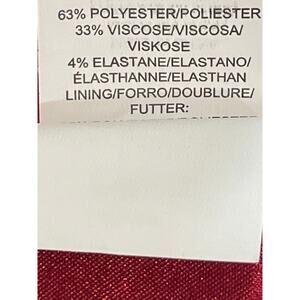 63% POLYESTER/POLIESTER
33% VISCOSE/VISCOSA/
VISKOSE
4% ELASTANE/ELASTANO/
ÉLASTHANNE/ELASTHAN
LINING/FORRO/DOUBLURE/
FUTTER: